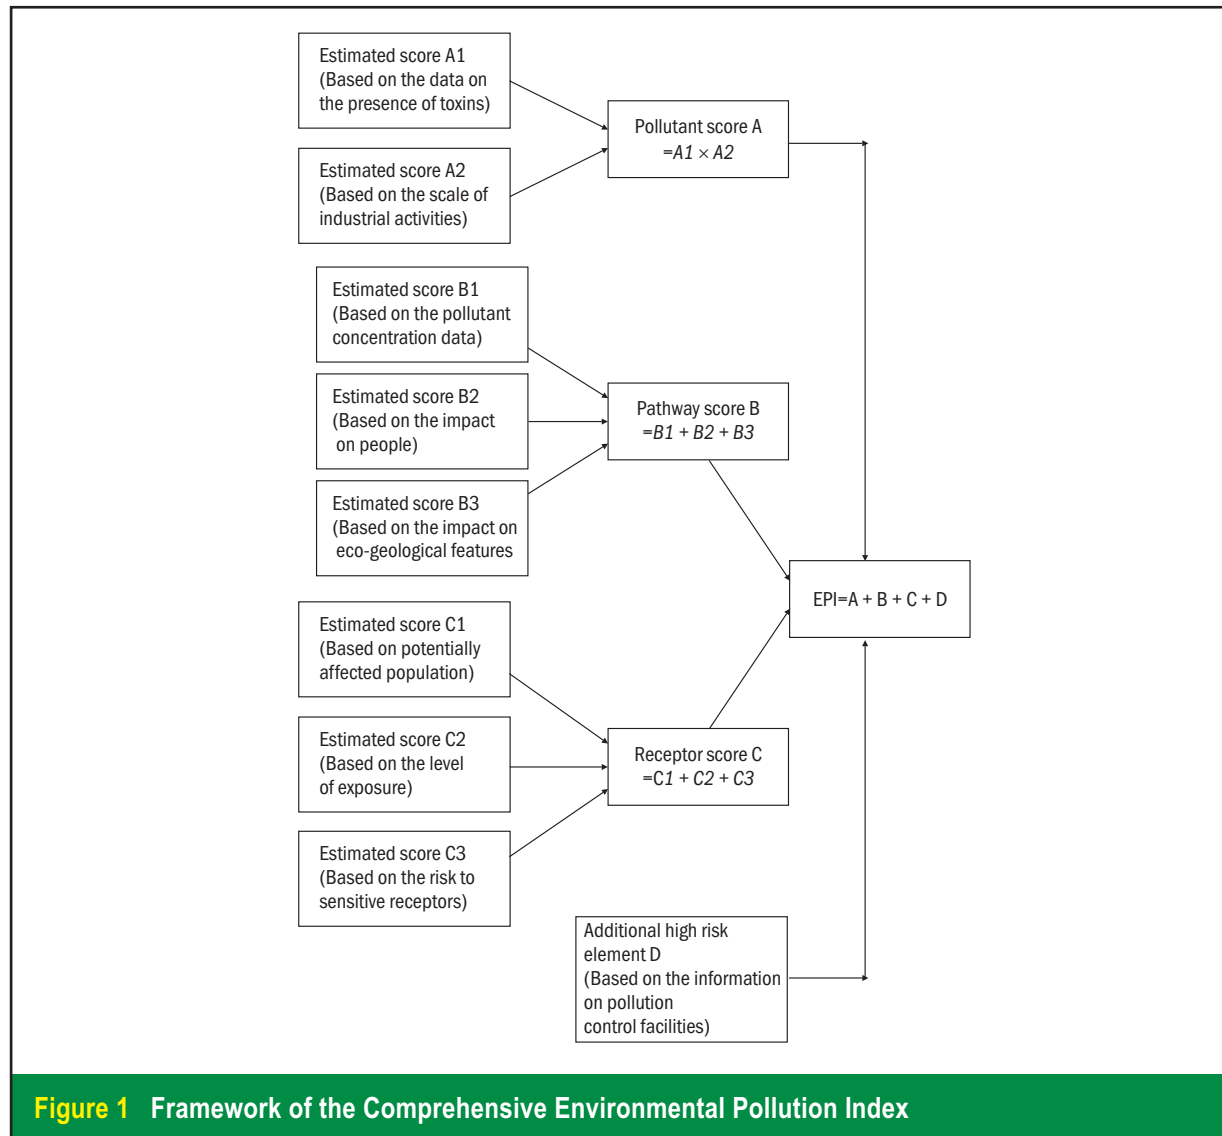 Estimated score A1
(Based on the data on
the presence of toxins)
Pollutant score A
=A1 × A2
Estimated score A2
(Based on the scale of
industrial activities)
Estimated score B1
(Based on the pollutant
concentration data)
Estimated score B2
(Based on the impact
on people)
Pathway score B
=B1 + B2 + B3
Estimated score B3
(Based on the impact on
eco-geological features
EPI=A + B + C + D
Estimated score C1
(Based on potentially
affected population)
Estimated score C2
(Based on the level
of exposure)
Receptor score C
=C1 + C2 + C3
Estimated score C3
(Based on the risk to
sensitive receptors)
Additional high risk
element D
(Based on the information
on pollution
control facilities)
Figure 1 Framework of the Comprehensive Environmental Pollution Index